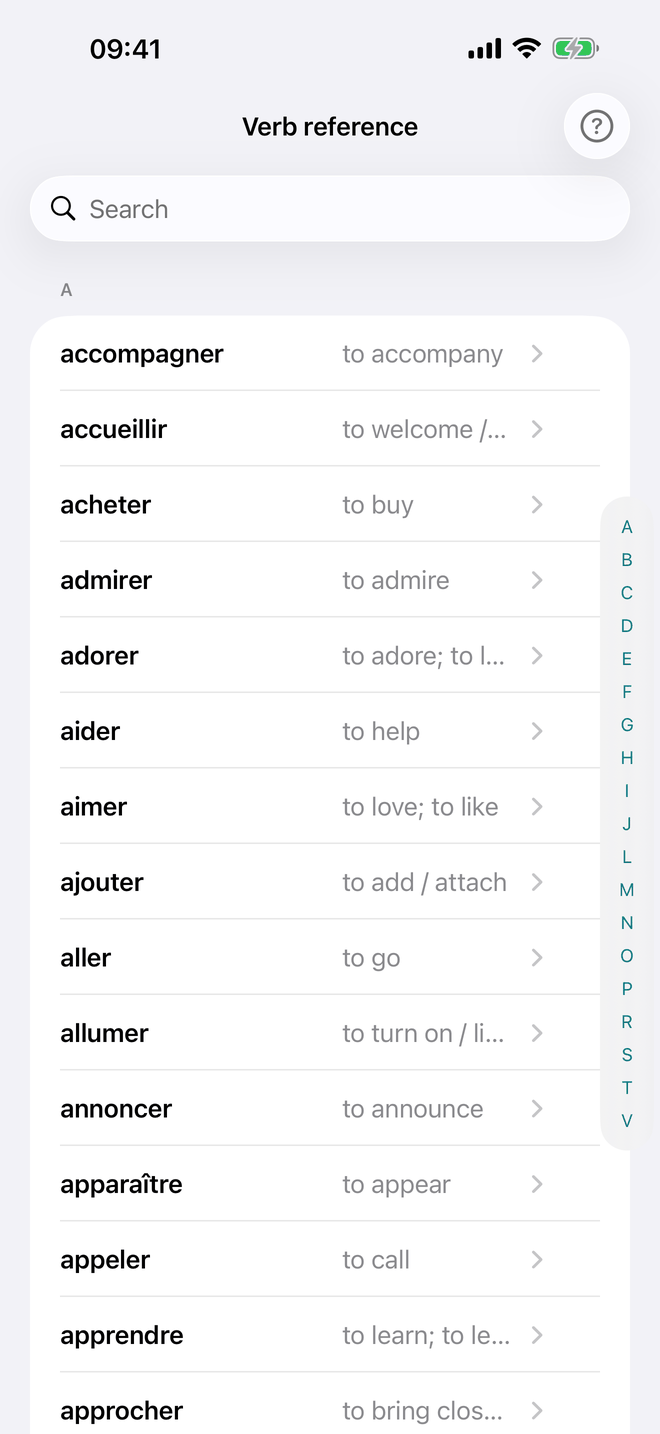 09:41
Verb reference
Search
A
accompagner to accompany
accueillir to welcome /...
acheter to buy
admirer to admire
adorer to adore; to l...
aider to help
aimer to love; to like
ajouter to add / attach
aller to go
allumer to turn on / li...
annoncer to announce
apparaître to appear
appeler to call
apprendre to learn; to le...
approcher to bring clos...
A
B
C
D
E
F
G
H
I
J
L
M
N
O
P
R
S
T
V